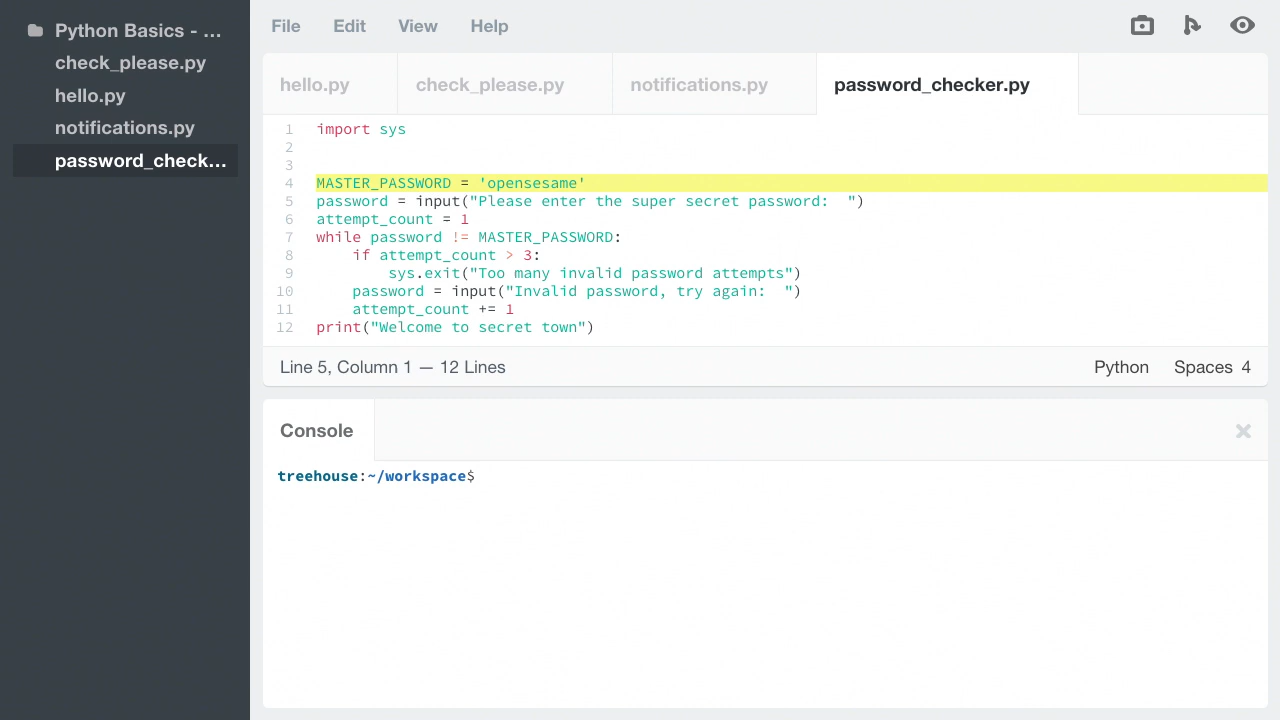 Python Basics - ...
check_please.py
hello.py
notifications.py
password_check...
File Edit View Help
hello.py check_please.py notifications.py password_checker.py
1 import sys
2
3
4 MASTER_PASSWORD = 'opensesame'
5 password = input("Please enter the super secret password:  ")
6 attempt_count = 1
7 while password != MASTER_PASSWORD:
8     if attempt_count > 3:
9         sys.exit("Too many invalid password attempts")
10     password = input("Invalid password, try again:  ")
11     attempt_count += 1
12 print("Welcome to secret town")
Line 5, Column 1 — 12 Lines Python Spaces 4
Console
treehouse:~/workspace$